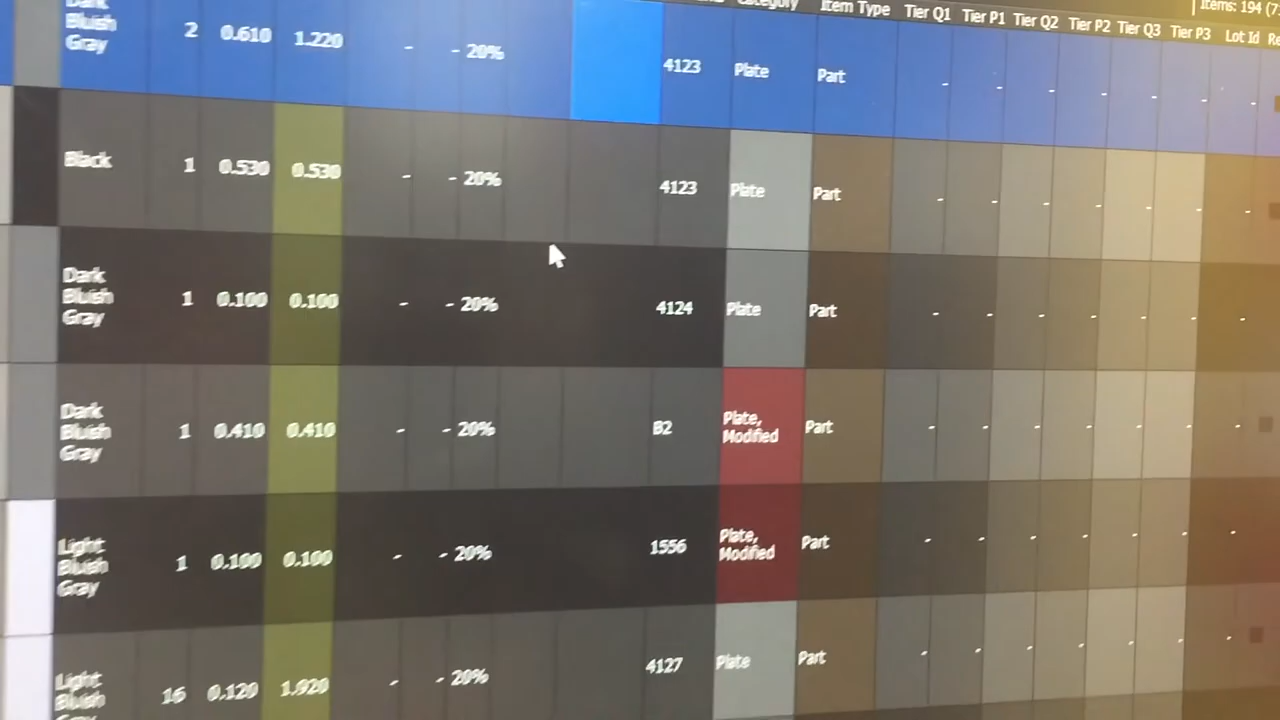 Category Item Type Tier Q1 Tier P1 Tier Q2 Tier P2 Tier Q3 Tier P3 Lot Id
Items: 194
Dark
Bluish
Gray
2 0.610 1.220 - - 20% 4123 Plate Part - - - - - - -
Black 1 0.530 0.530 - - 20% 4123 Plate Part - - - - - - -
Dark
Bluish
Gray
1 0.100 0.100 - - 20% 4124 Plate Part - - - - - - -
Dark
Bluish
Gray
1 0.410 0.410 - - 20% B2 Plate,
Modified
Part - - - - - - -
Light
Bluish
Gray
1 0.100 0.100 - - 20% 1556 Plate,
Modified
Part - - - - - - -
Light
Bluish
Gray
16 0.120 1.920 - - 20% 4127 Plate Part - - - - - - -